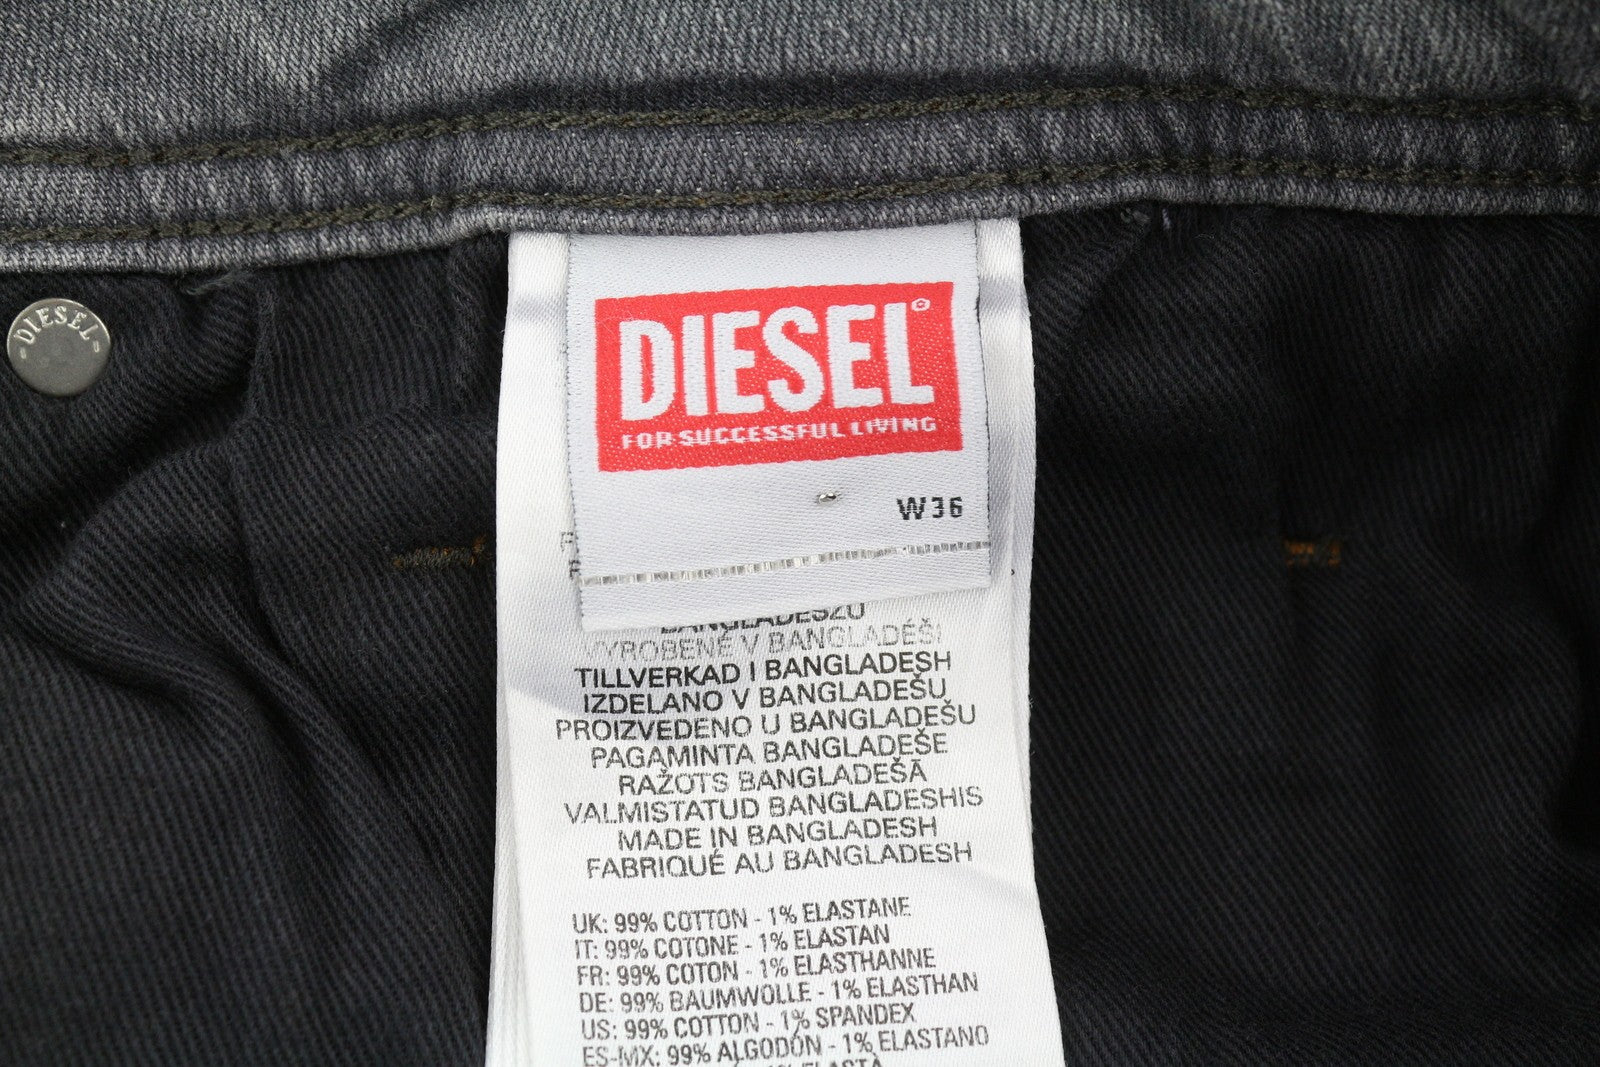 DIESEL
DIESEL
FOR SUCCESSFUL LIVING
W36
BANGLADESZU
VYROBENÉ V BANGLADÉŠI
TILLVERKAD I BANGLADESH
IZDELANO V BANGLADEŠU
PROIZVEDENO U BANGLADEŠU
PAGAMINTA BANGLADEŠE
RAŽOTS BANGLADEŠĀ
VALMISTATUD BANGLADESHIS
MADE IN BANGLADESH
FABRIQUÉ AU BANGLADESH
UK: 99% COTTON - 1% ELASTANE
IT: 99% COTONE - 1% ELASTAN
FR: 99% COTON - 1% ELASTHANNE
DE: 99% BAUMWOLLE - 1% ELASTHAN
US: 99% COTTON - 1% SPANDEX
ES-MX: 99% ALGODÓN - 1% ELASTANO